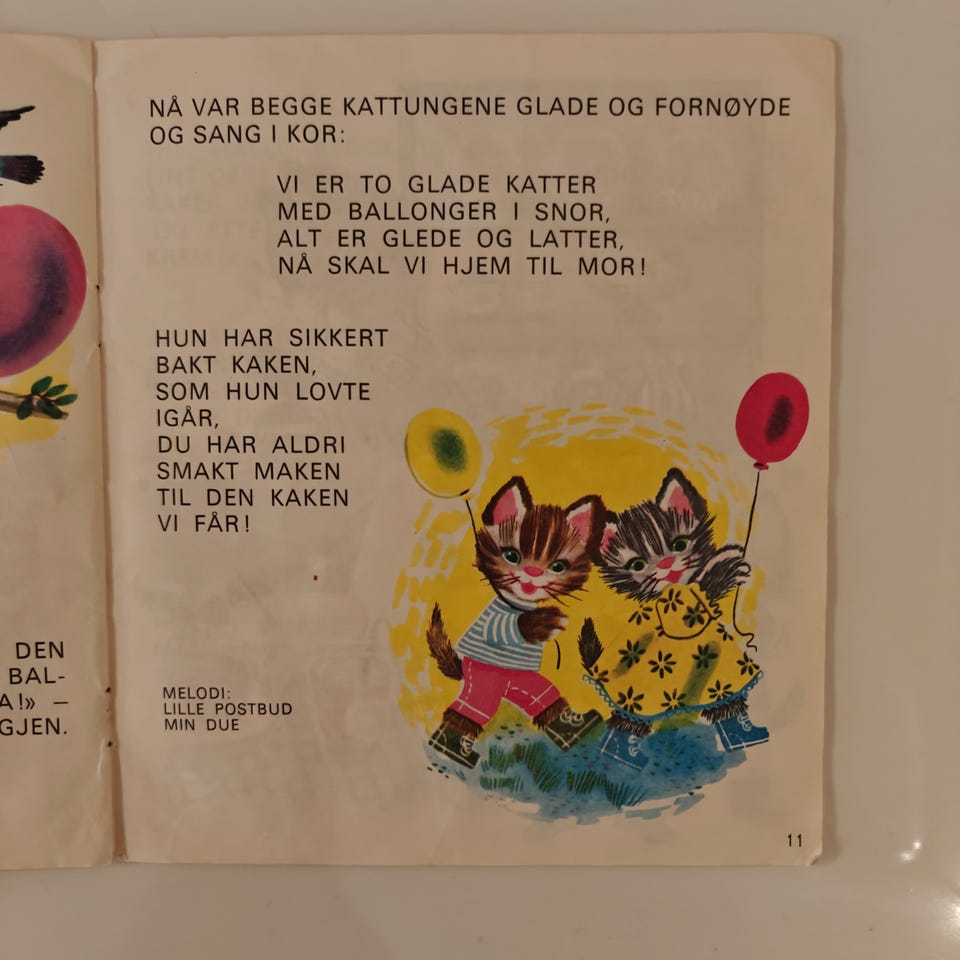 DEN
BAL-
A!» –
GJEN.
NÅ VAR BEGGE KATTUNGENE GLADE OG FORNØYDE
OG SANG I KOR:
VI ER TO GLADE KATTER
MED BALLONGER I SNOR,
ALT ER GLEDE OG LATTER,
NÅ SKAL VI HJEM TIL MOR!
HUN HAR SIKKERT
BAKT KAKEN,
SOM HUN LOVTE
IGÅR,
DU HAR ALDRI
SMAKT MAKEN
TIL DEN KAKEN
VI FÅR!
MELODI:
LILLE POSTBUD
MIN DUE
11